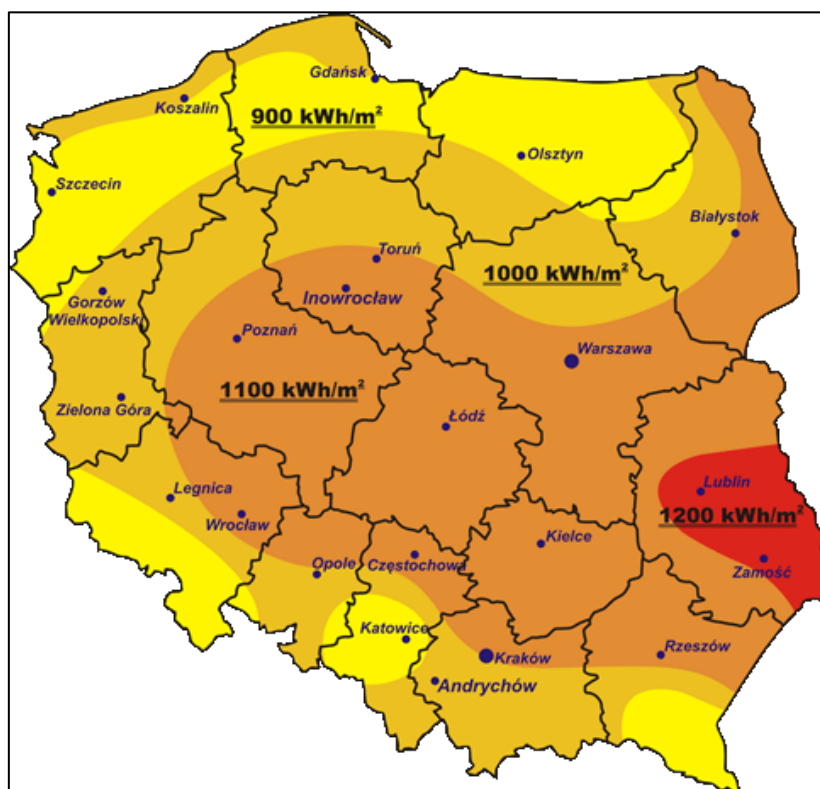 Gdańsk
Koszalin
900 kWh/m²
Olsztyn
Szczecin
Białystok
Toruń
1000 kWh/m²
Gorzów
Wielkopolski
Inowrocław
Poznań
Warszawa
1100 kWh/m²
Zielona Góra
Łódź
Legnica
Lublin
Wrocław
1200 kWh/m²
Kielce
Opole
Częstochowa
Zamość
Katowice
Kraków
Rzeszów
Andrychów